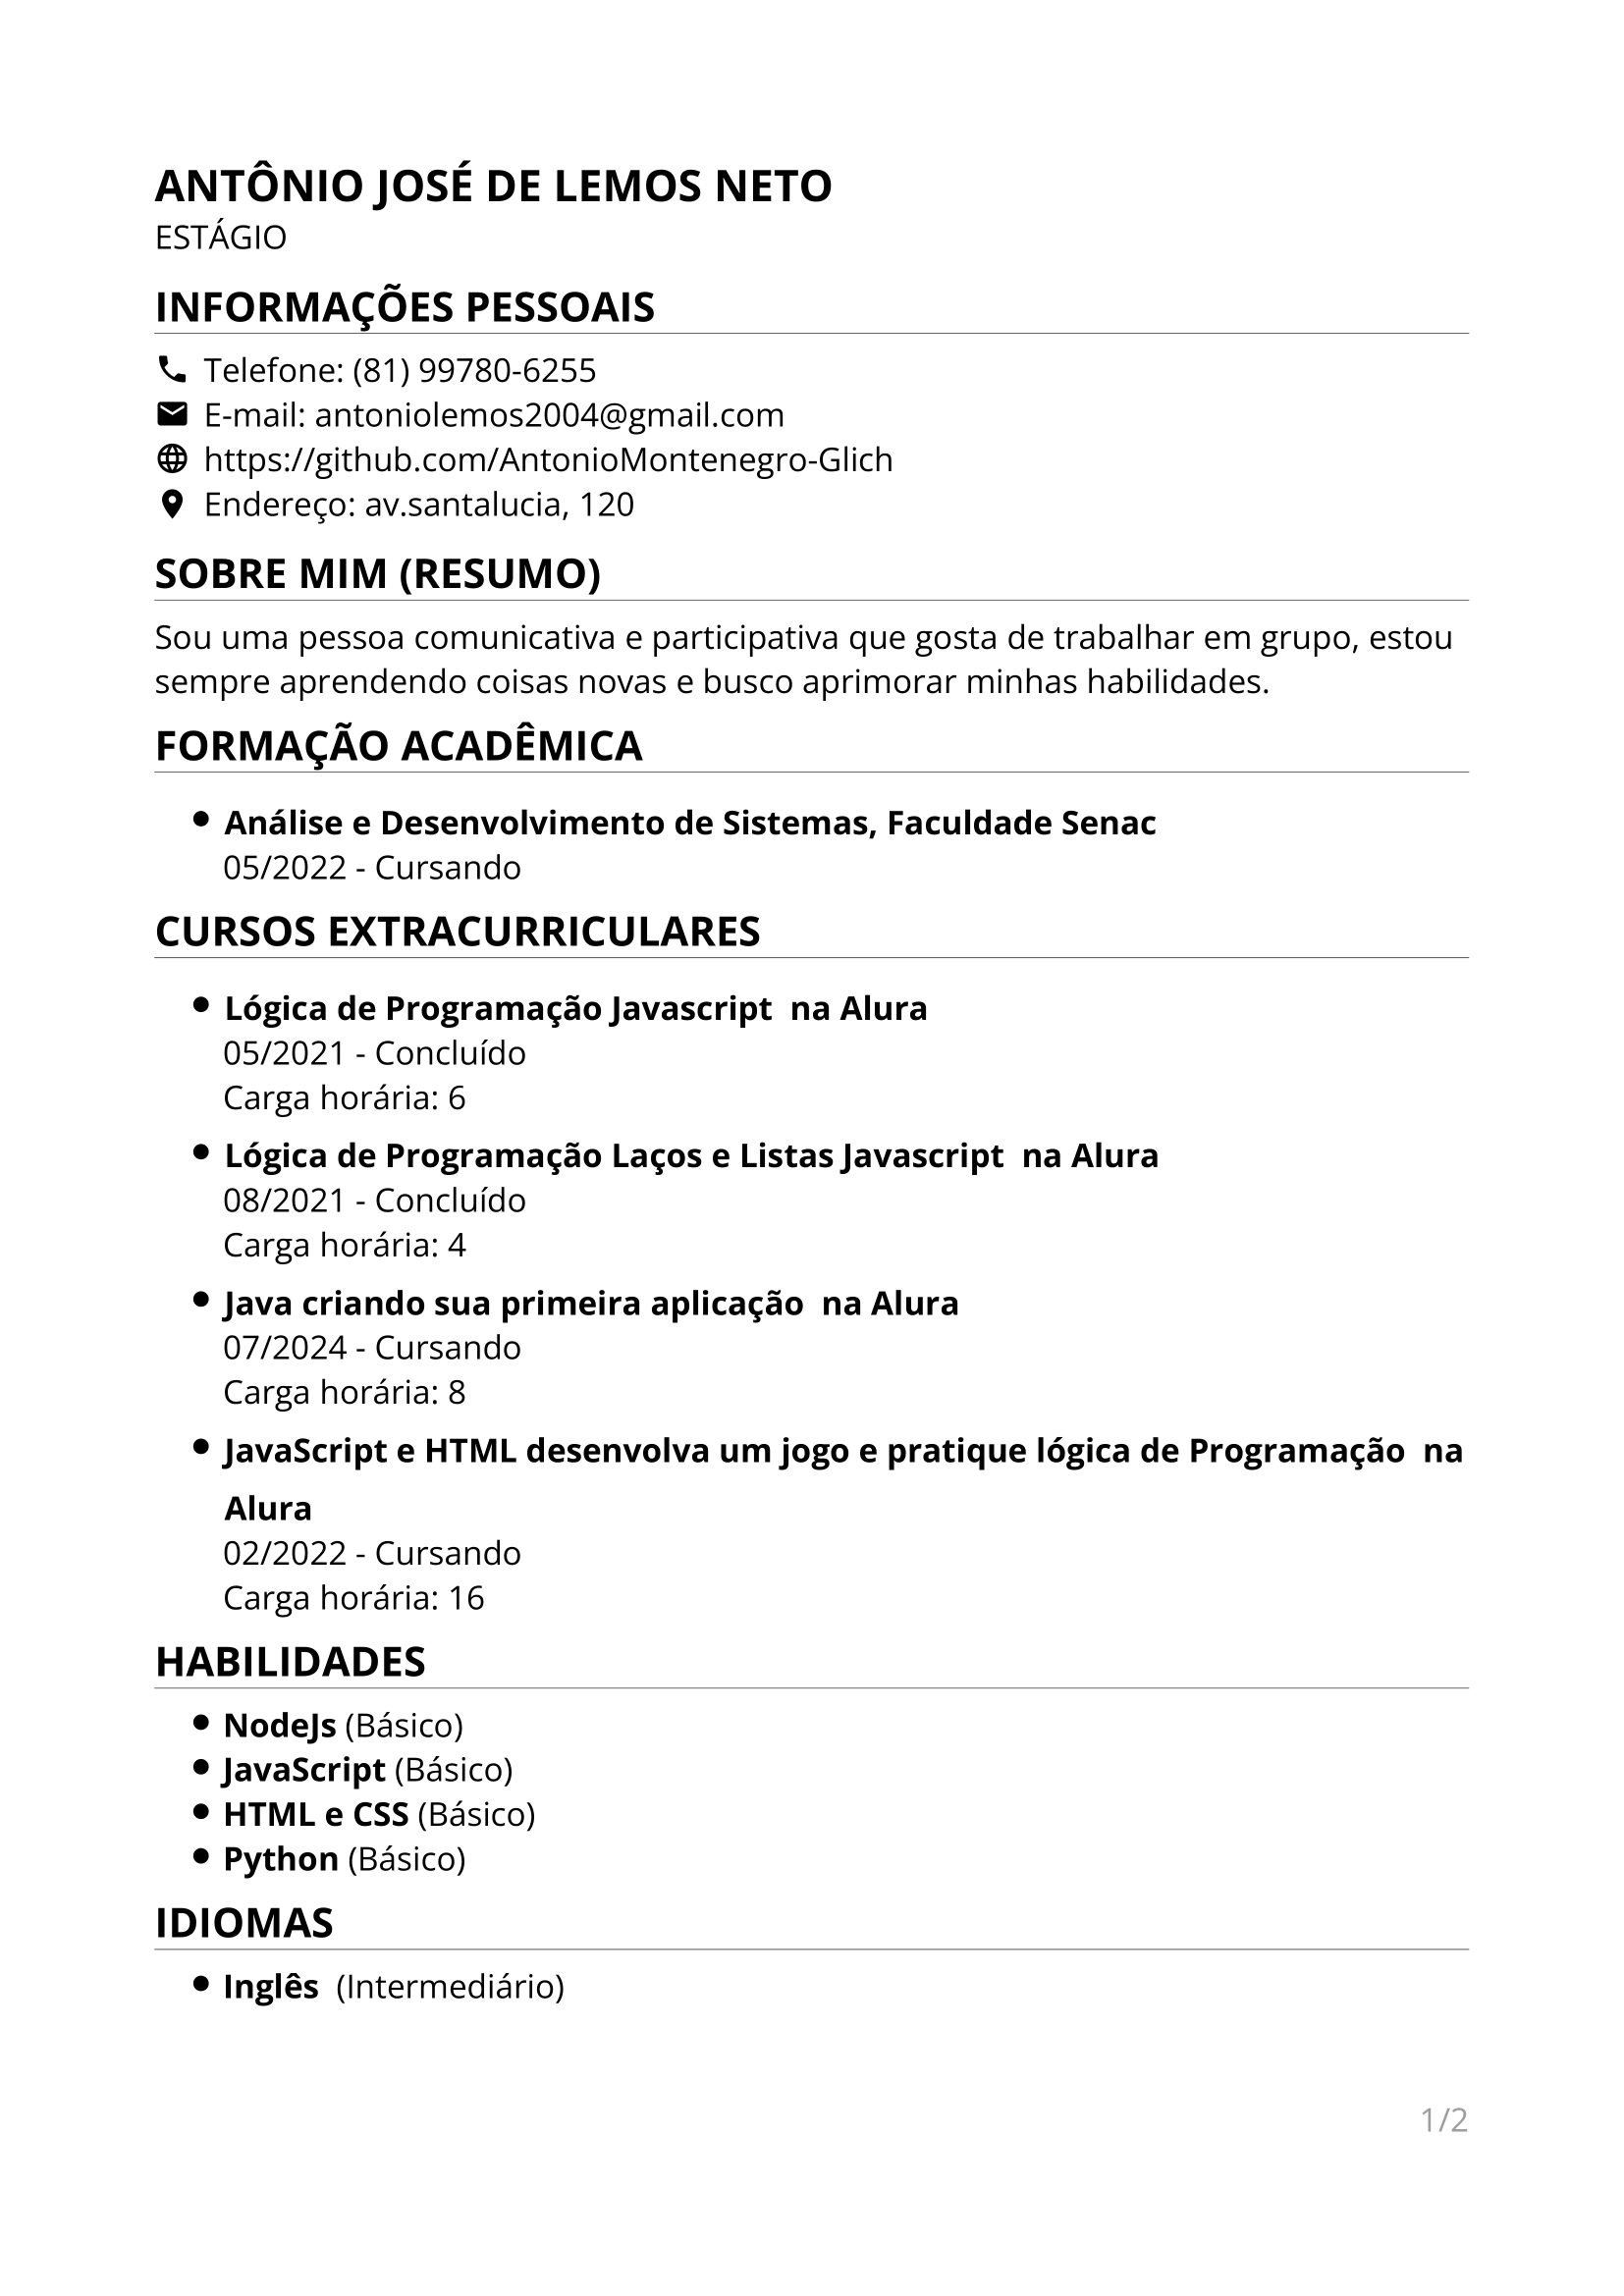 ANTÔNIO JOSÉ DE LEMOS NETO
ESTÁGIO
INFORMAÇÕES PESSOAIS
Telefone: (81) 99780-6255
E-mail: antoniolemos2004@gmail.com
https://github.com/AntonioMontenegro-Glich
Endereço: av.santalucia, 120
SOBRE MIM (RESUMO)
Sou uma pessoa comunicativa e participativa que gosta de trabalhar em grupo, estou
sempre aprendendo coisas novas e busco aprimorar minhas habilidades.
FORMAÇÃO ACADÊMICA
• Análise e Desenvolvimento de Sistemas, Faculdade Senac
05/2022 - Cursando
CURSOS EXTRACURRICULARES
• Lógica de Programação Javascript  na Alura
05/2021 - Concluído
Carga horária: 6
• Lógica de Programação Laços e Listas Javascript  na Alura
08/2021 - Concluído
Carga horária: 4
• Java criando sua primeira aplicação  na Alura
07/2024 - Cursando
Carga horária: 8
• JavaScript e HTML desenvolva um jogo e pratique lógica de Programação  na
Alura
02/2022 - Cursando
Carga horária: 16
HABILIDADES
• NodeJs (Básico)
• JavaScript (Básico)
• HTML e CSS (Básico)
• Python (Básico)
IDIOMAS
• Inglês  (Intermediário)
1/2